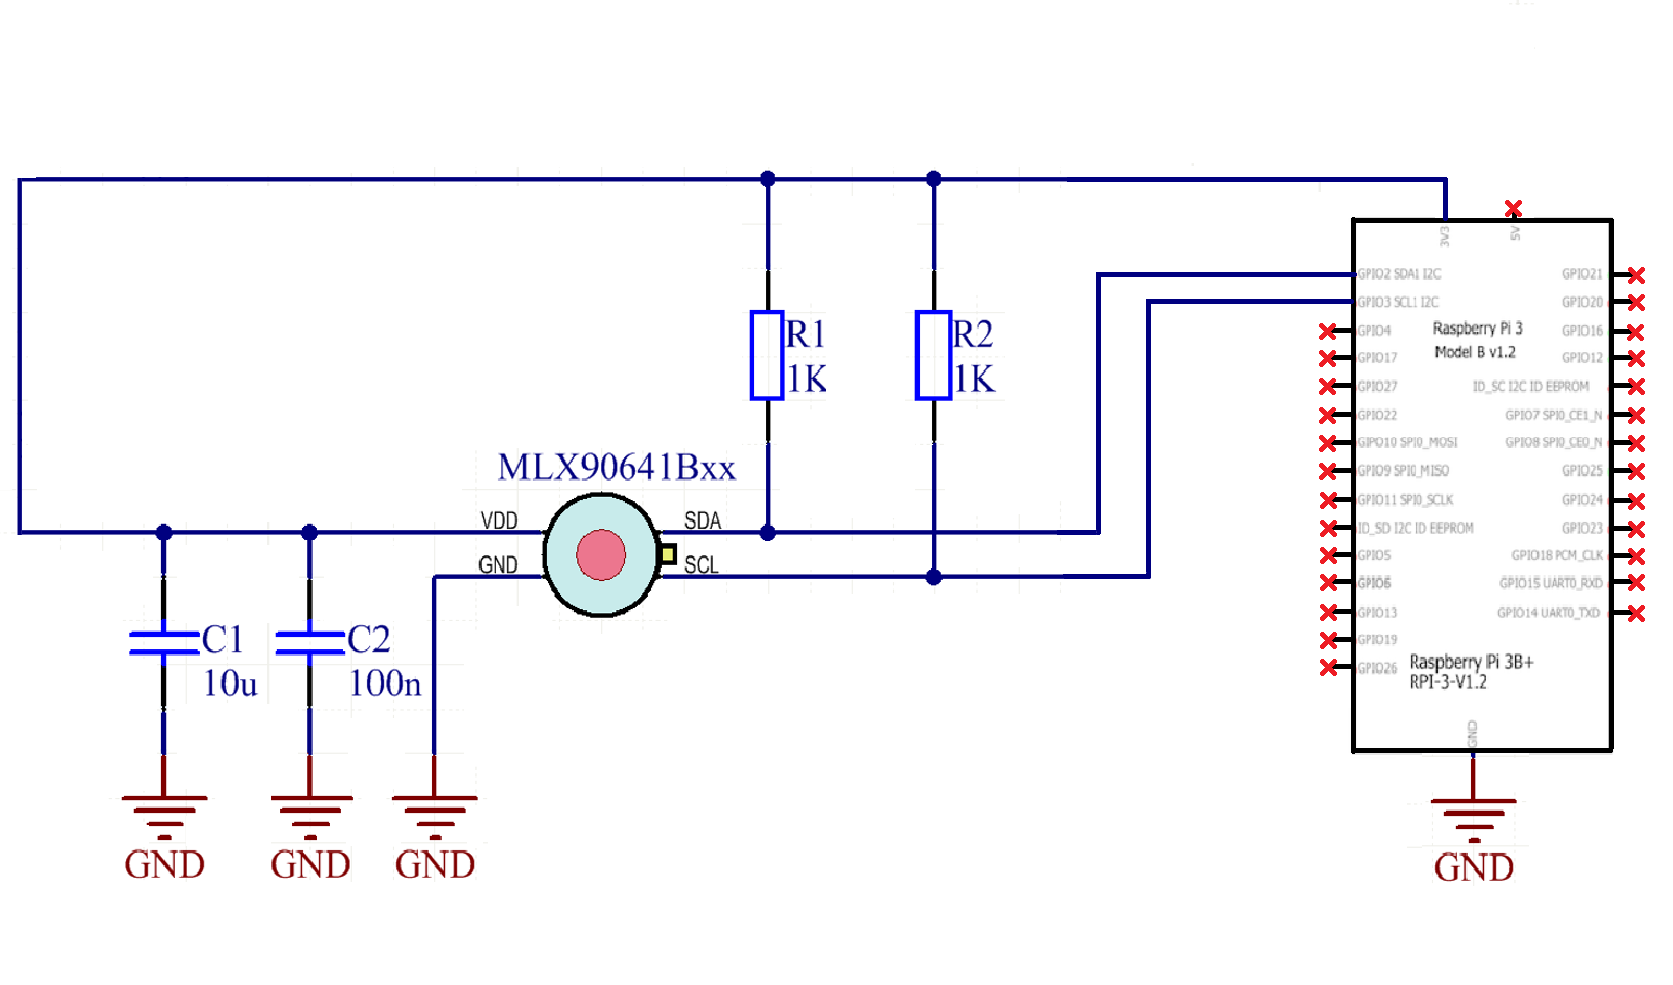 3V3
5V
GPIO2 SDA1 I2C
GPIO21
GPIO3 SCL1 I2C
GPIO20
GPIO4
Raspberry Pi 3
Model B v1.2
GPIO16
GPIO17
GPIO12
GPIO27
ID_SC I2C ID EEPROM
GPIO22
GPIO7 SPI0_CE1_N
GIPO10 SPI0_MOSI
GPIO8 SPI0_CE0_N
GPIO9 SPI0_MISO
GPIO25
GPIO11 SPI0_SCLK
GPIO24
ID_SD I2C ID EEPROM
GPIO23
GPIO5
GPIO18 PCM_CLK
GPIO6
GPIO15 UART0_RXD
GPIO13
GPIO14 UART0_TXD
GPIO19
GPIO26
Raspberry Pi 3B+
RPI-3-V1.2
GND
R1
1K
R2
1K
MLX90641Bxx
VDD
SDA
GND
SCL
C1
10u
C2
100n
GND
GND
GND
GND